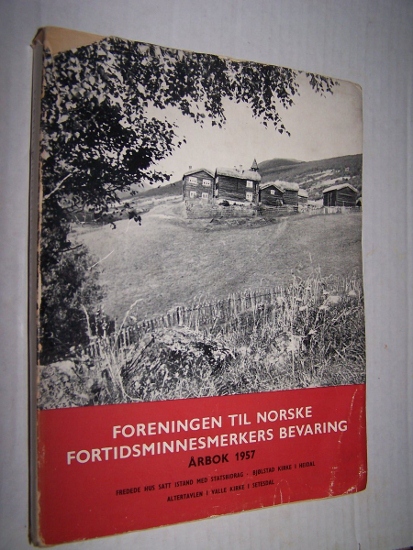 FORENINGEN TIL NORSKE
FORTIDSMINNESMERKERS BEVARING
ÅRBOK 1957
FREDEDE HUS SATT ISTAND MED STATSBIDRAG - BJØLSTAD KIRKE I HEIDAL
ALTERTAVLEN I VALLE KIRKE I SETESDAL